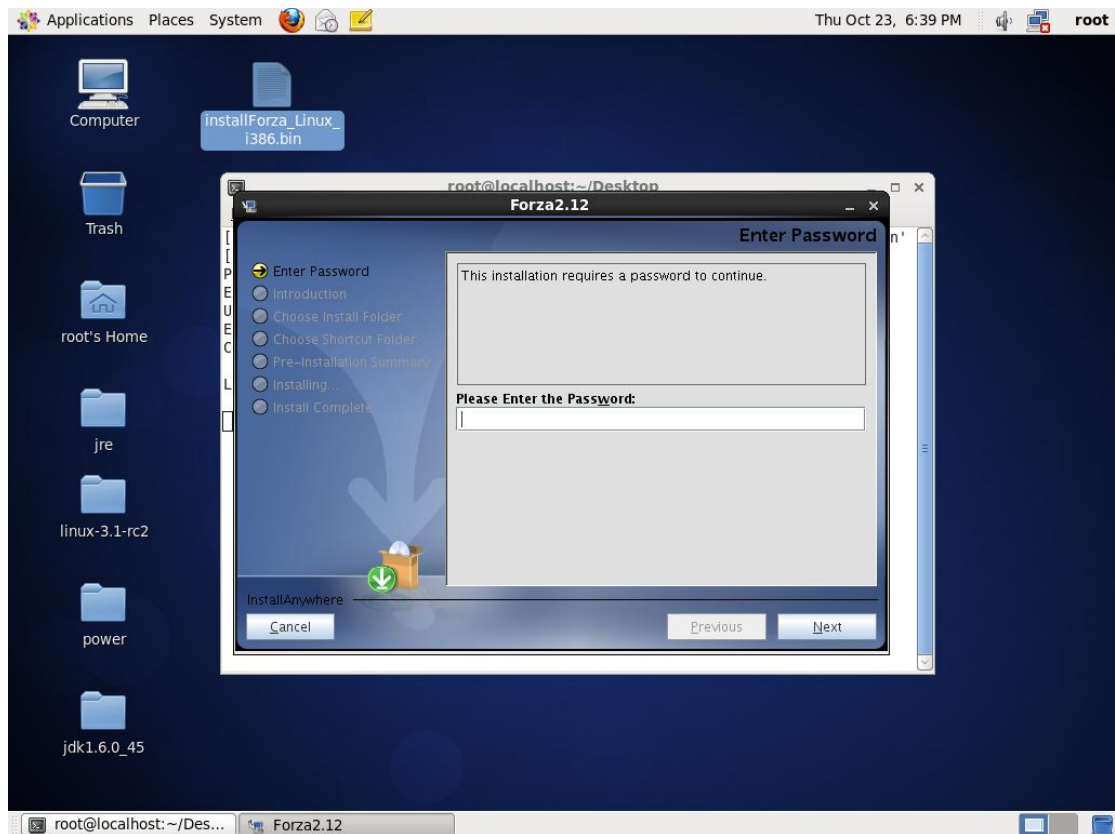 Applications Places System Thu Oct 23, 6:39 PM root
Computer
installForza_Linux_
i386.bin
Trash
root's Home
jre
linux-3.1-rc2
power
jdk1.6.0_45
root@localhost:~/Desktop
Forza2.12
Enter Password
n'
[
[
P
E
U
E
C
L
Enter Password
Introduction
Choose Install Folder
Choose Shortcut Folder
Pre-Installation Summary
Installing...
Install Complete
This installation requires a password to continue.
Please Enter the Password:
InstallAnywhere
Cancel Previous Next
root@localhost:~/Des... Forza2.12